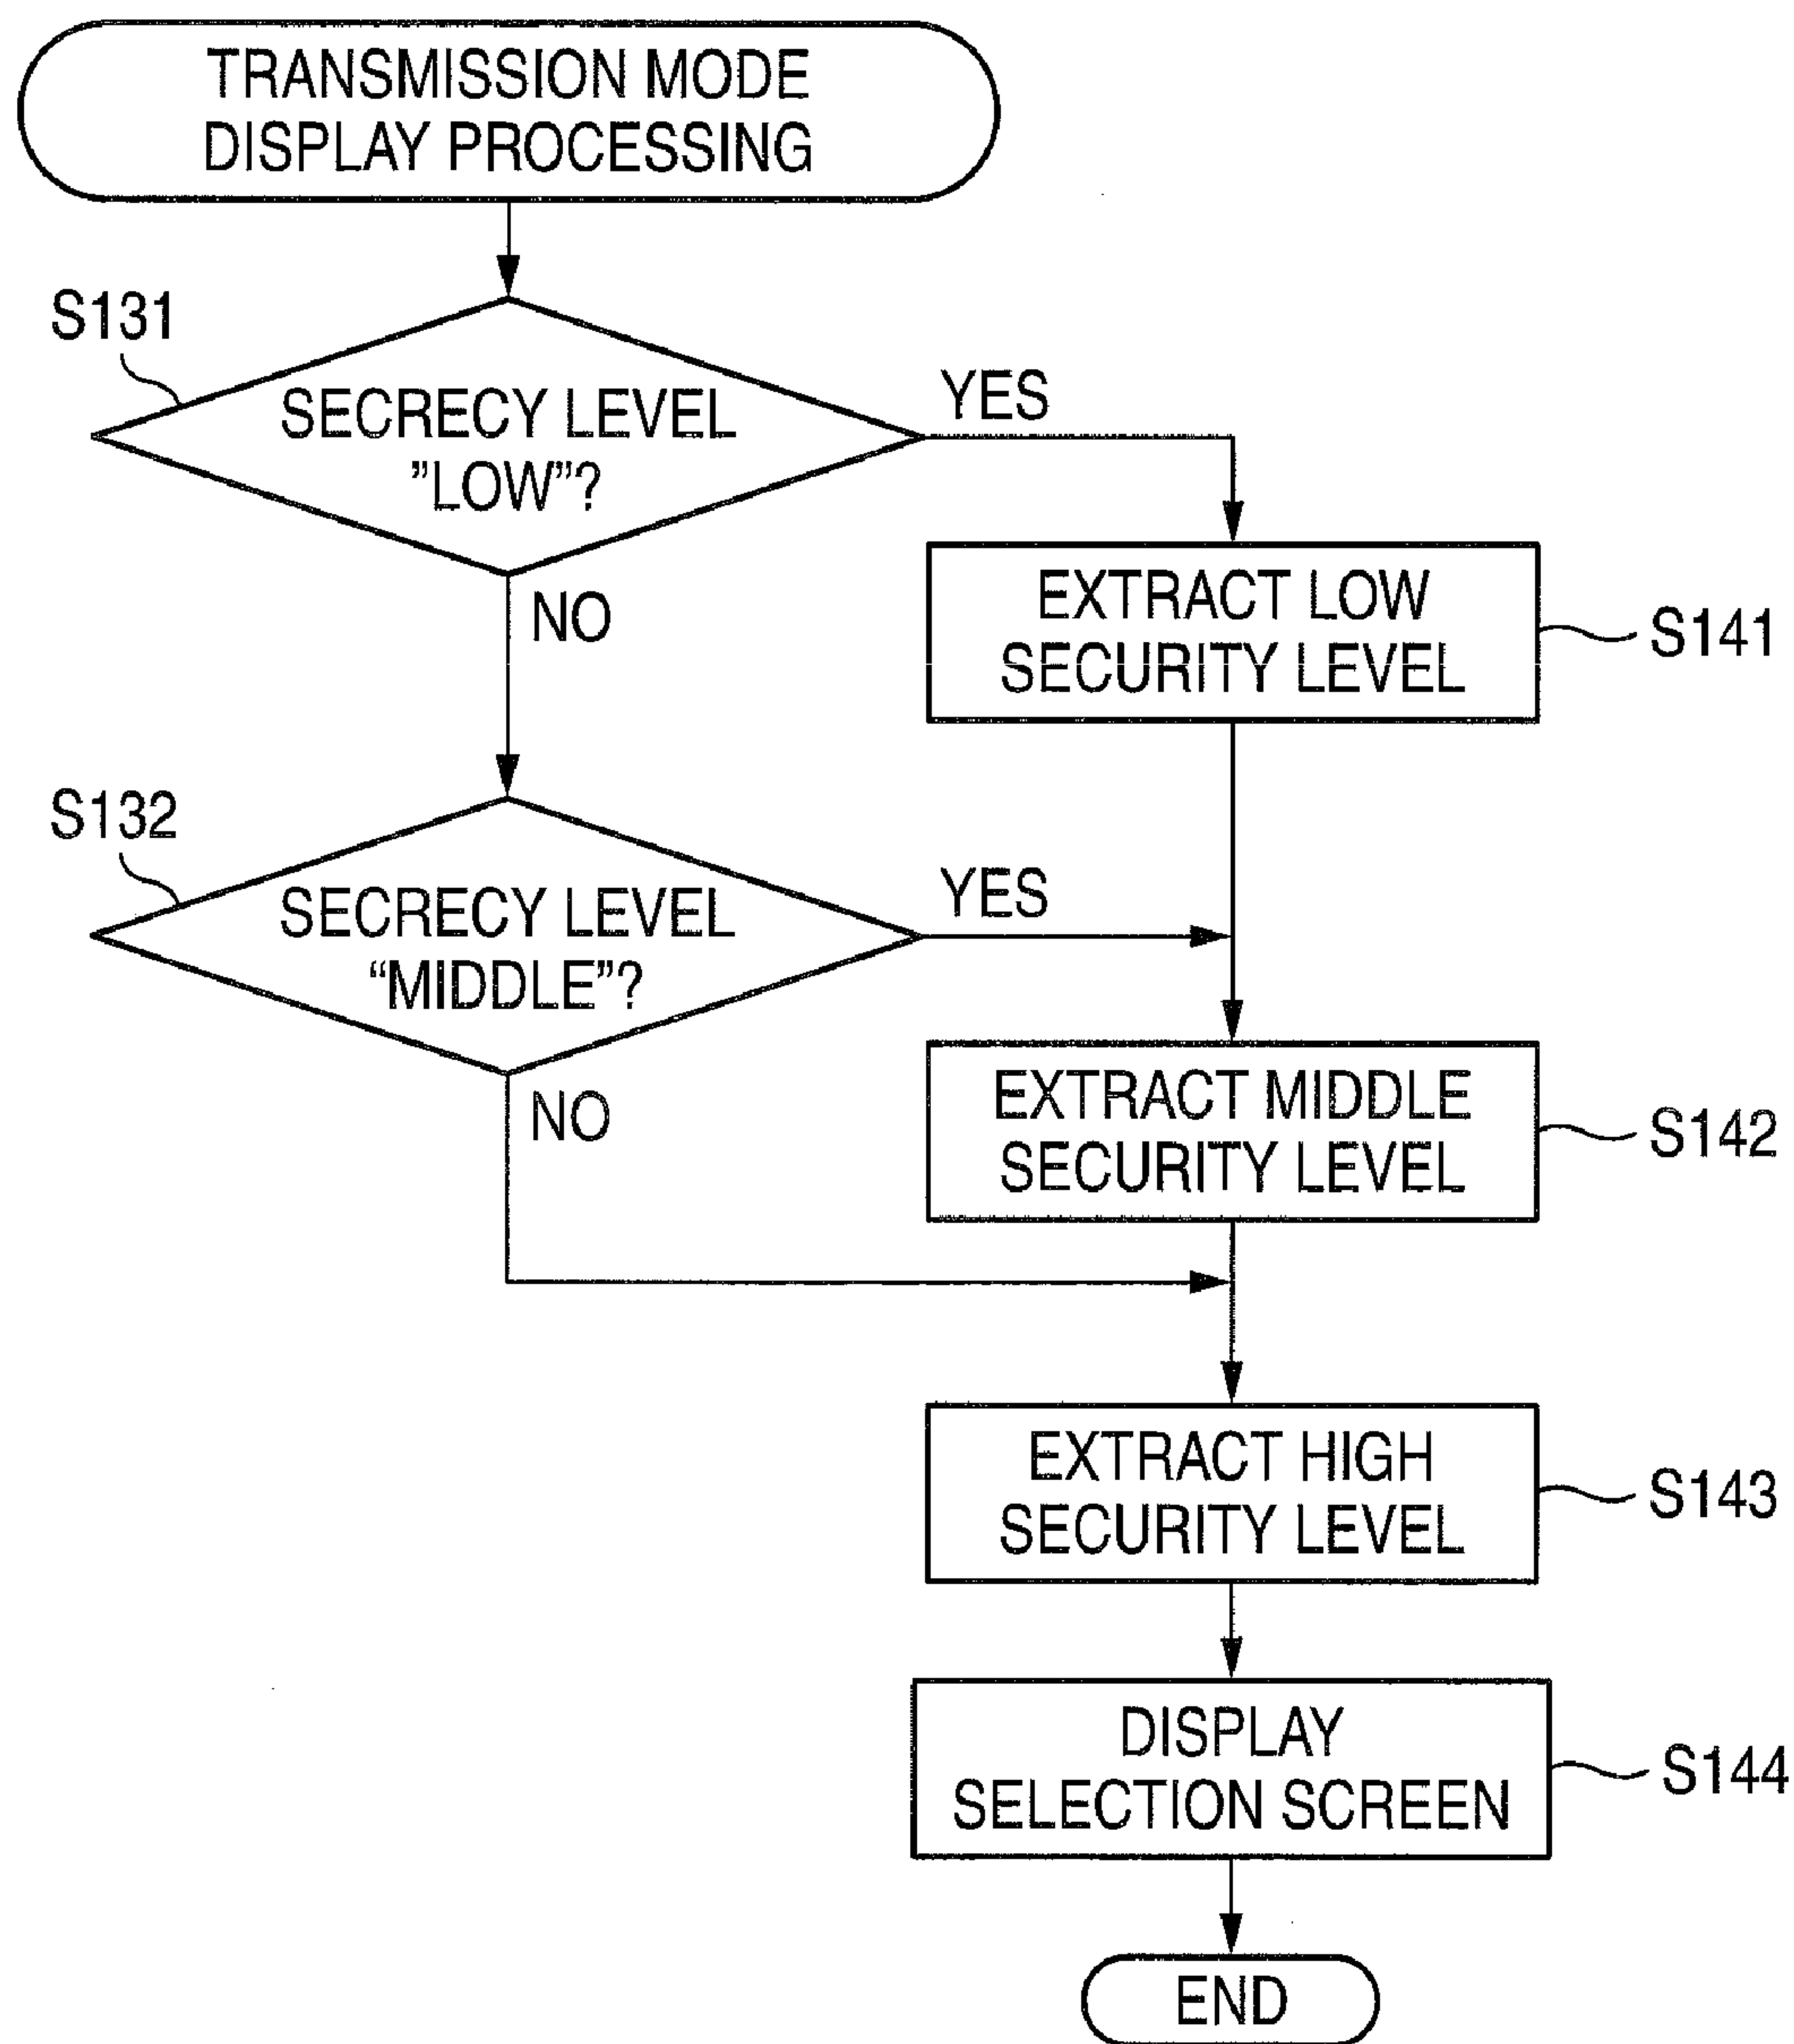 TRANSMISSION MODE
DISPLAY PROCESSING
S131
SECRECY LEVEL
”LOW”?
YES
NO
EXTRACT LOW
SECURITY LEVEL
S141
S132
SECRECY LEVEL
“MIDDLE”?
YES
NO
EXTRACT MIDDLE
SECURITY LEVEL
S142
EXTRACT HIGH
SECURITY LEVEL
S143
DISPLAY
SELECTION SCREEN
S144
END